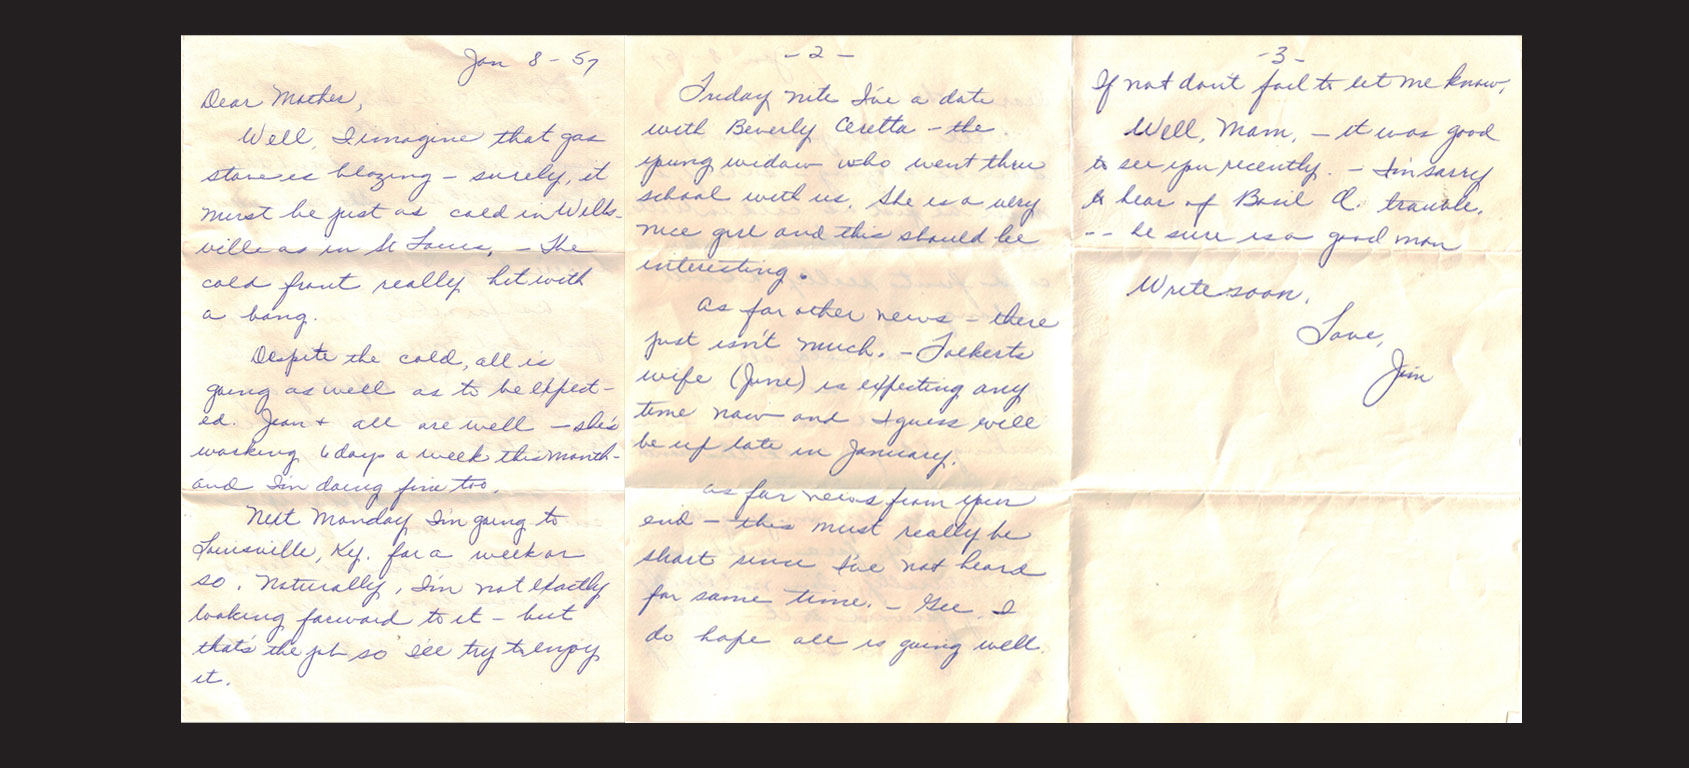 Jan 8-57
Dear Mother,
Well, I imagine that gas
stove is blazing - surely, it
must be just as cold in Wells-
ville as in St Louis. - The
cold front really hit with
a bang.
Despite the cold, all is
going as well as to be expect-
ed. Jean + all are well - she's
working 6 days a week this month-
and I'm doing fine too.
Next Monday I'm going to
Louisville, Ky. for a week or
so. Naturally, I'm not exactly
looking forward to it - but
that's the job so I'll try to enjoy
it.
- 2 -
Friday nite I've a date
with Beverly Ceretta - the
young widow who went thru
school with us. She is a very
nice girl and this should be
interesting.
As for other news - there
just isn't much. - Folkerts
wife (June) is expecting any
time now and I guess will
be up late in January.
As for news from your
end - this must really be
short since I've not heard
for some time. - Gee, I
do hope all is going well.
-3-
If not don't fail to let me know.
Well, Mom, - it was good
to see you recently. - I'm sorry
to hear of Basil O. trouble.
-- he sure is a good man
Write soon,
Love,
Jim